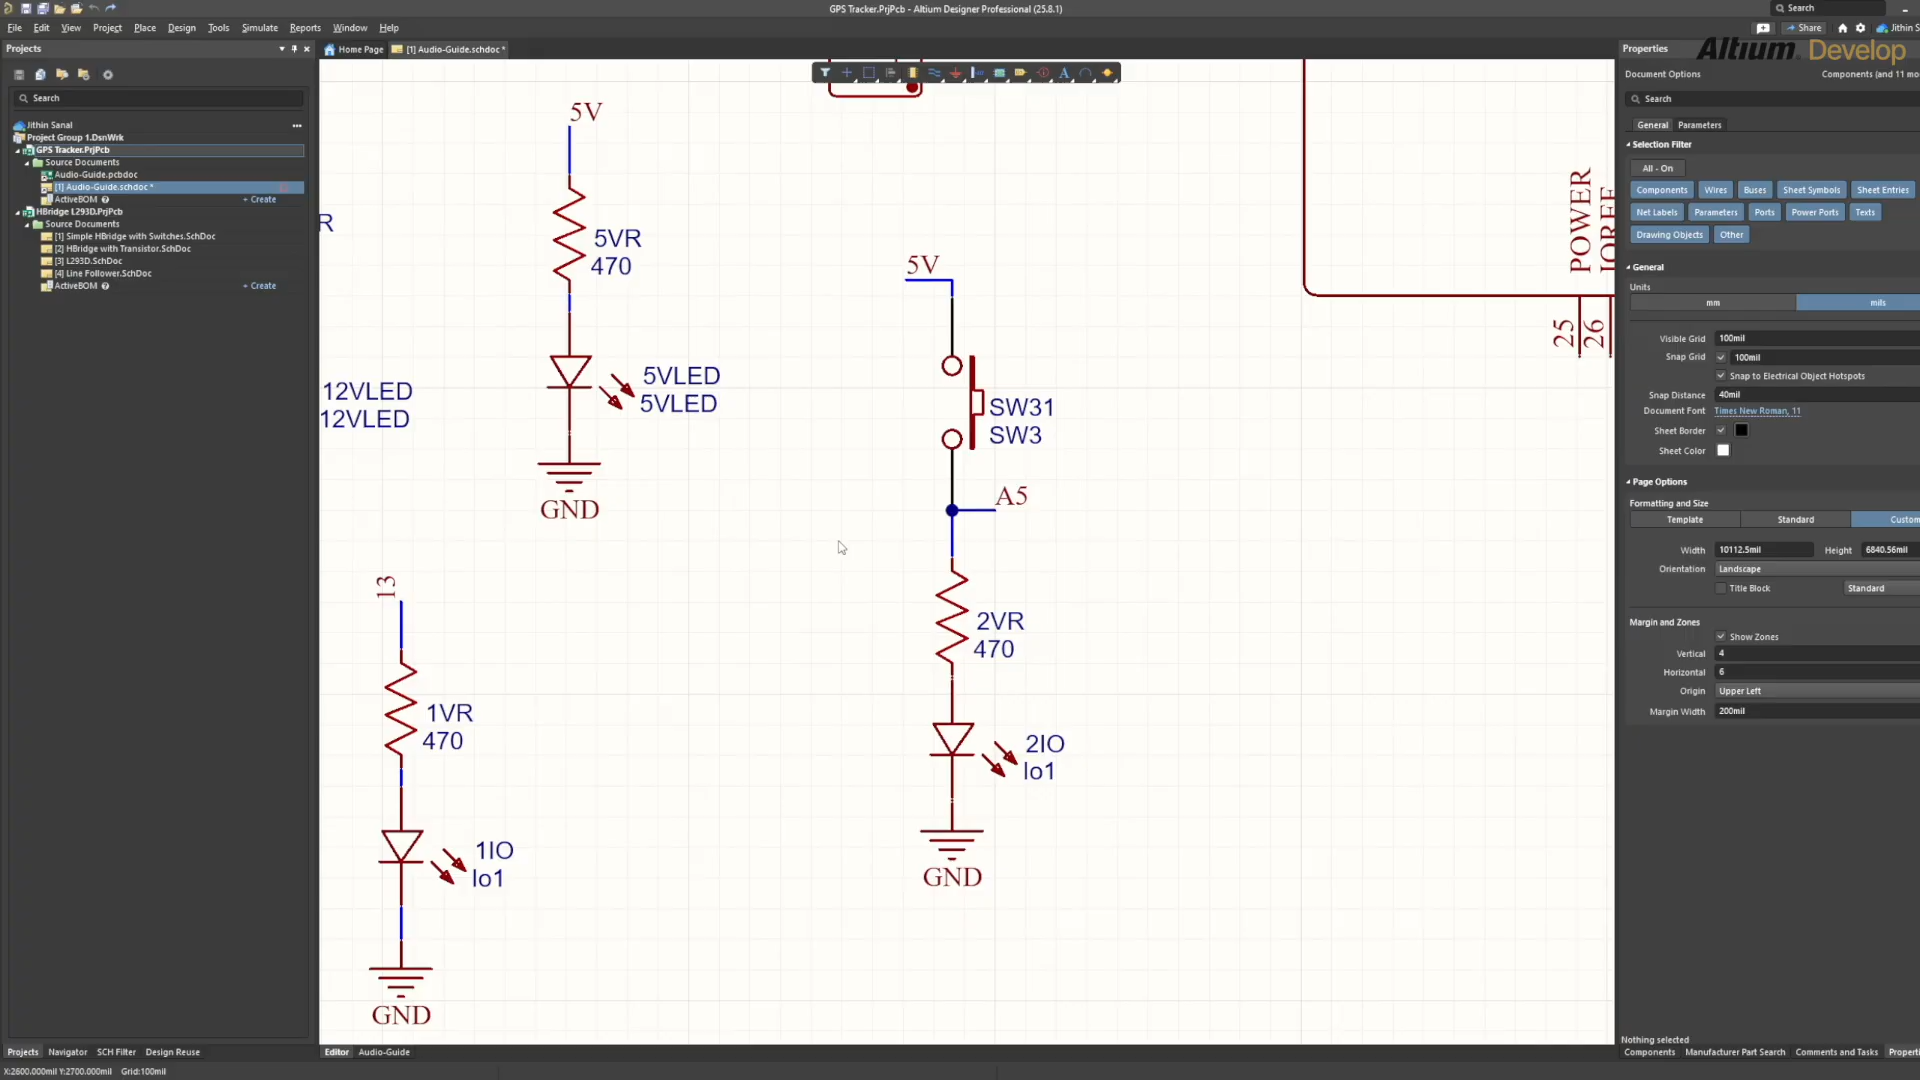 GPS Tracker.PrjPcb - Altium Designer Professional (25.8.1)
Search
File Edit View Project Place Design Tools Simulate Reports Window Help
Share
Jithin S
Projects
Home Page
[1] Audio-Guide.schdoc *
Properties
Altium Develop
Document Options
Components (and 11 mo
Search
Search
General Parameters
Jithin Sanal
Project Group 1.DsnWrk
GPS Tracker.PrjPcb
Source Documents
Audio-Guide.pcbdoc
[1] Audio-Guide.schdoc *
ActiveBOM + Create
HBridge L293D.PrjPcb
Source Documents
[1] Simple HBridge with Switches.SchDoc
[2] HBridge with Transistor.SchDoc
[3] L293D.SchDoc
[4] Line Follower.SchDoc
ActiveBOM + Create
5V
5VR
470
R
5VLED
5VLED
12VLED
12VLED
GND
13
1VR
470
1IO
Io1
GND
5V
SW31
SW3
A5
2VR
470
2IO
Io1
GND
POWER
IOREF
25
26
Selection Filter
All - On
Components Wires Buses Sheet Symbols Sheet Entries
Net Labels Parameters Ports Power Ports Texts
Drawing Objects Other
General
Units
mm mils
Visible Grid 100mil
Snap Grid 100mil
Snap to Electrical Object Hotspots
Snap Distance 40mil
Document Font Times New Roman, 11
Sheet Border
Sheet Color
Page Options
Formatting and Size
Template Standard Custom
Width 10112.5mil Height 6840.56mil
Orientation Landscape
Title Block Standard
Margin and Zones
Show Zones
Vertical 4
Horizontal 6
Origin Upper Left
Margin Width 200mil
Nothing selected
Projects Navigator SCH Filter Design Reuse
Editor Audio-Guide
Components Manufacturer Part Search Comments and Tasks Properti
X:2600.000mil Y:2700.000mil Grid:100mil